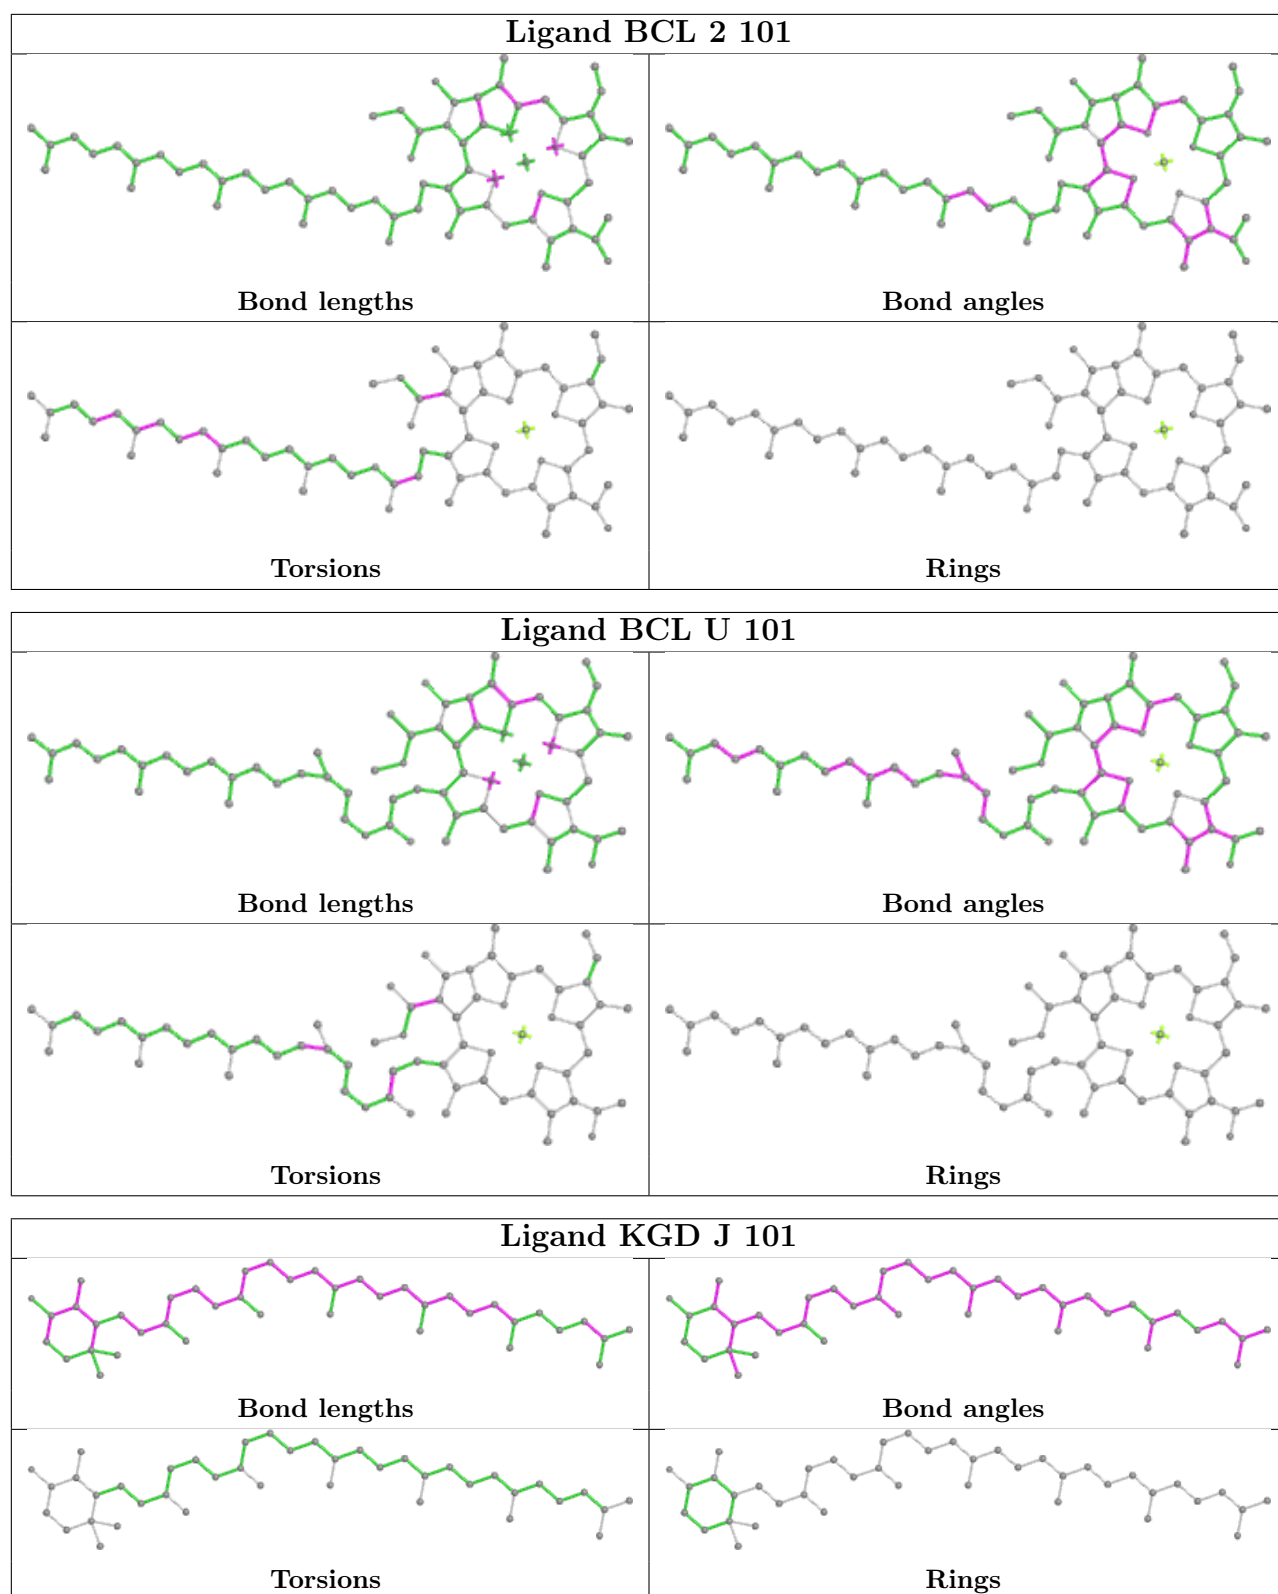 Ligand BCL 2 101
Bond lengths
Bond angles
Torsions
Rings
Ligand BCL U 101
Bond lengths
Bond angles
Torsions
Rings
Ligand KGD J 101
Bond lengths
Bond angles
Torsions
Rings